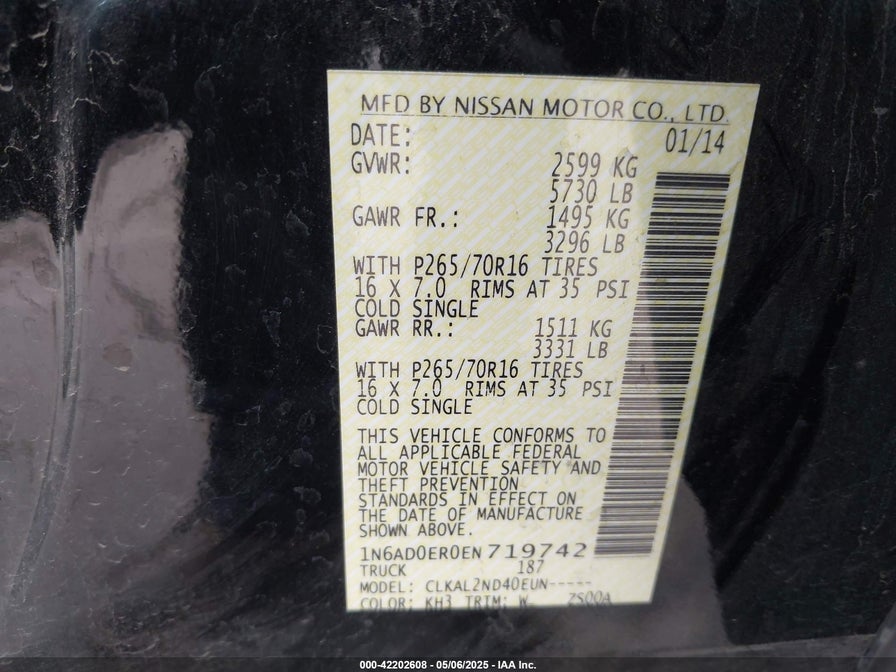 MFD BY NISSAN MOTOR CO., LTD.
DATE: 01/14
GVWR: 2599 KG
5730 LB
GAWR FR.: 1495 KG
3296 LB
WITH P265/70R16 TIRES
16 X 7.0 RIMS AT 35 PSI
COLD SINGLE
GAWR RR.: 1511 KG
3331 LB
WITH P265/70R16 TIRES
16 X 7.0 RIMS AT 35 PSI
COLD SINGLE
THIS VEHICLE CONFORMS TO
ALL APPLICABLE FEDERAL
MOTOR VEHICLE SAFETY AND
THEFT PREVENTION
STANDARDS IN EFFECT ON
THE DATE OF MANUFACTURE
SHOWN ABOVE.
1N6AD0ER0EN719742
TRUCK 187
MODEL: CLKAL2ND40EUN-----
COLOR: KH3 TRIM: W
000-42202608 - 05/06/2025 - IAA Inc.